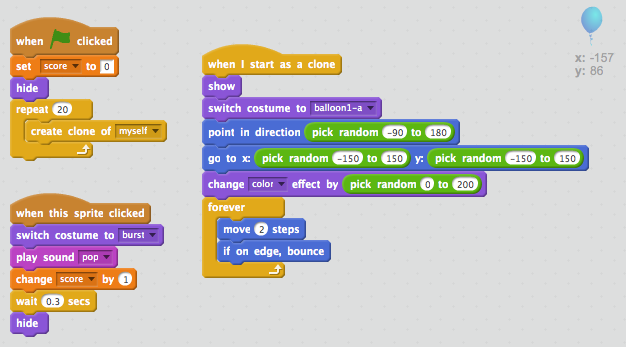 when clicked
set score to 0
hide
repeat 20
create clone of myself
when this sprite clicked
switch costume to burst
play sound pop
change score by 1
wait 0.3 secs
hide
when I start as a clone
show
switch costume to balloon1-a
point in direction pick random -90 to 180
go to x: pick random -150 to 150 y: pick random -150 to 150
change color effect by pick random 0 to 200
forever
move 2 steps
if on edge, bounce
x: -157
y: 86